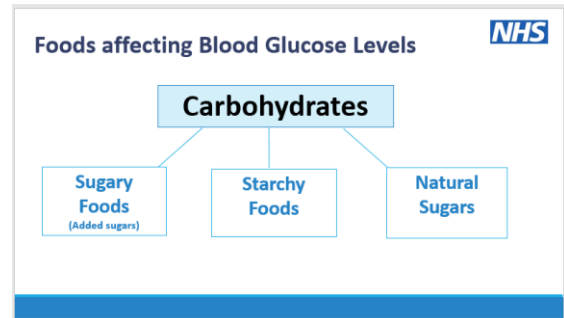 NHS
Foods affecting Blood Glucose Levels
Carbohydrates
Sugary
Foods
(Added sugars)
Starchy
Foods
Natural
Sugars